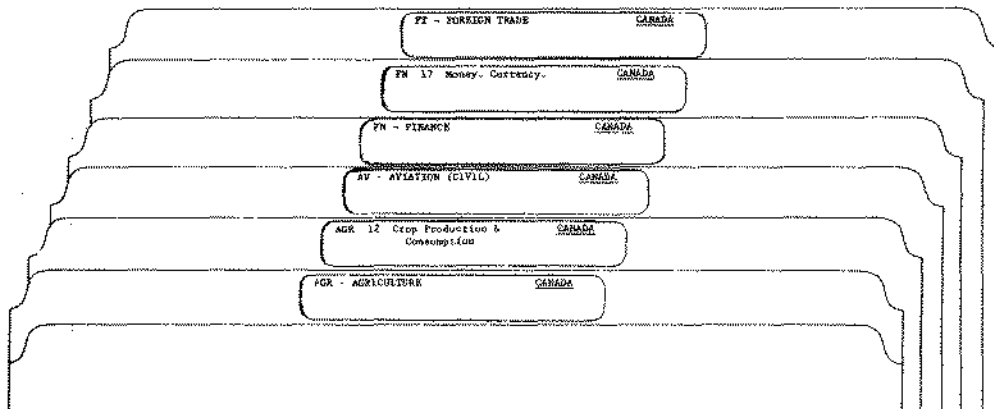 FT - FOREIGN TRADE CANADA
FN 17 Money. Currency. CANADA
FN - FINANCE CANADA
AV - AVIATION (CIVIL) CANADA
AGR 12 Crop Production & CANADA
Consumption
AGR - AGRICULTURE CANADA